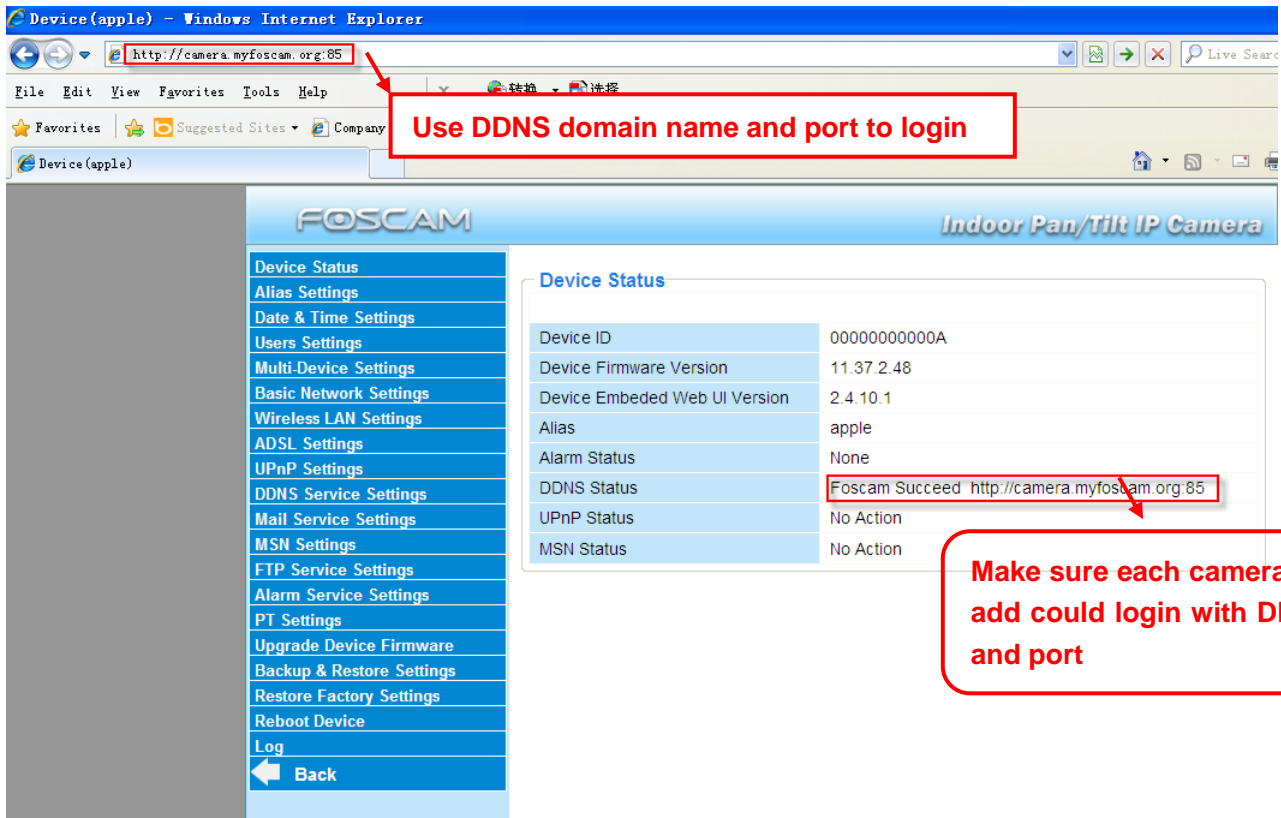 Device(apple) - Windows Internet Explorer
http://camera.myfoscam.org:85
Live Sear
File Edit View Favorites Tools Help
转换 选择
Favorites Suggested Sites Company
Use DDNS domain name and port to login
Device(apple)
FOSCAM
Indoor Pan/Tilt IP Camera
Device Status
Alias Settings
Date & Time Settings
Users Settings
Multi-Device Settings
Basic Network Settings
Wireless LAN Settings
ADSL Settings
UPnP Settings
DDNS Service Settings
Mail Service Settings
MSN Settings
FTP Service Settings
Alarm Service Settings
PT Settings
Upgrade Device Firmware
Backup & Restore Settings
Restore Factory Settings
Reboot Device
Log
Back
Device Status
Device ID 00000000000A
Device Firmware Version 11.37.2.48
Device Embeded Web UI Version 2.4.10.1
Alias apple
Alarm Status None
DDNS Status Foscam Succeed http://camera.myfoscam.org:85
UPnP Status No Action
MSN Status No Action
Make sure each camera
add could login with
and port